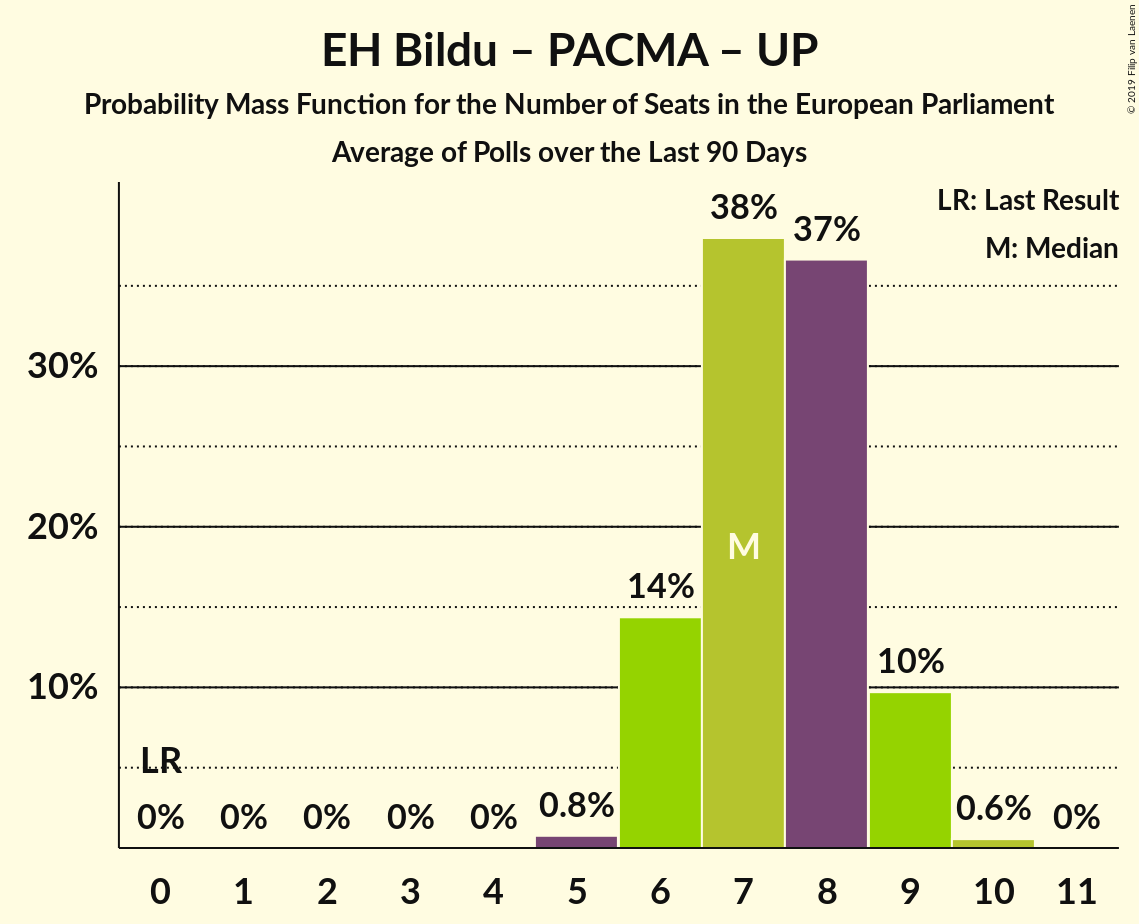 EH Bildu – PACMA – UP
Probability Mass Function for the Number of Seats in the European Parliament
Average of Polls over the Last 90 Days
© 2019 Filip van Laenen
LR: Last Result
M: Median
38%
37%
30%
20%
M
14%
10%
10%
LR
0%
0%
0%
0%
0%
0.8%
0.6%
0%
0 1 2 3 4 5 6 7 8 9 10 11